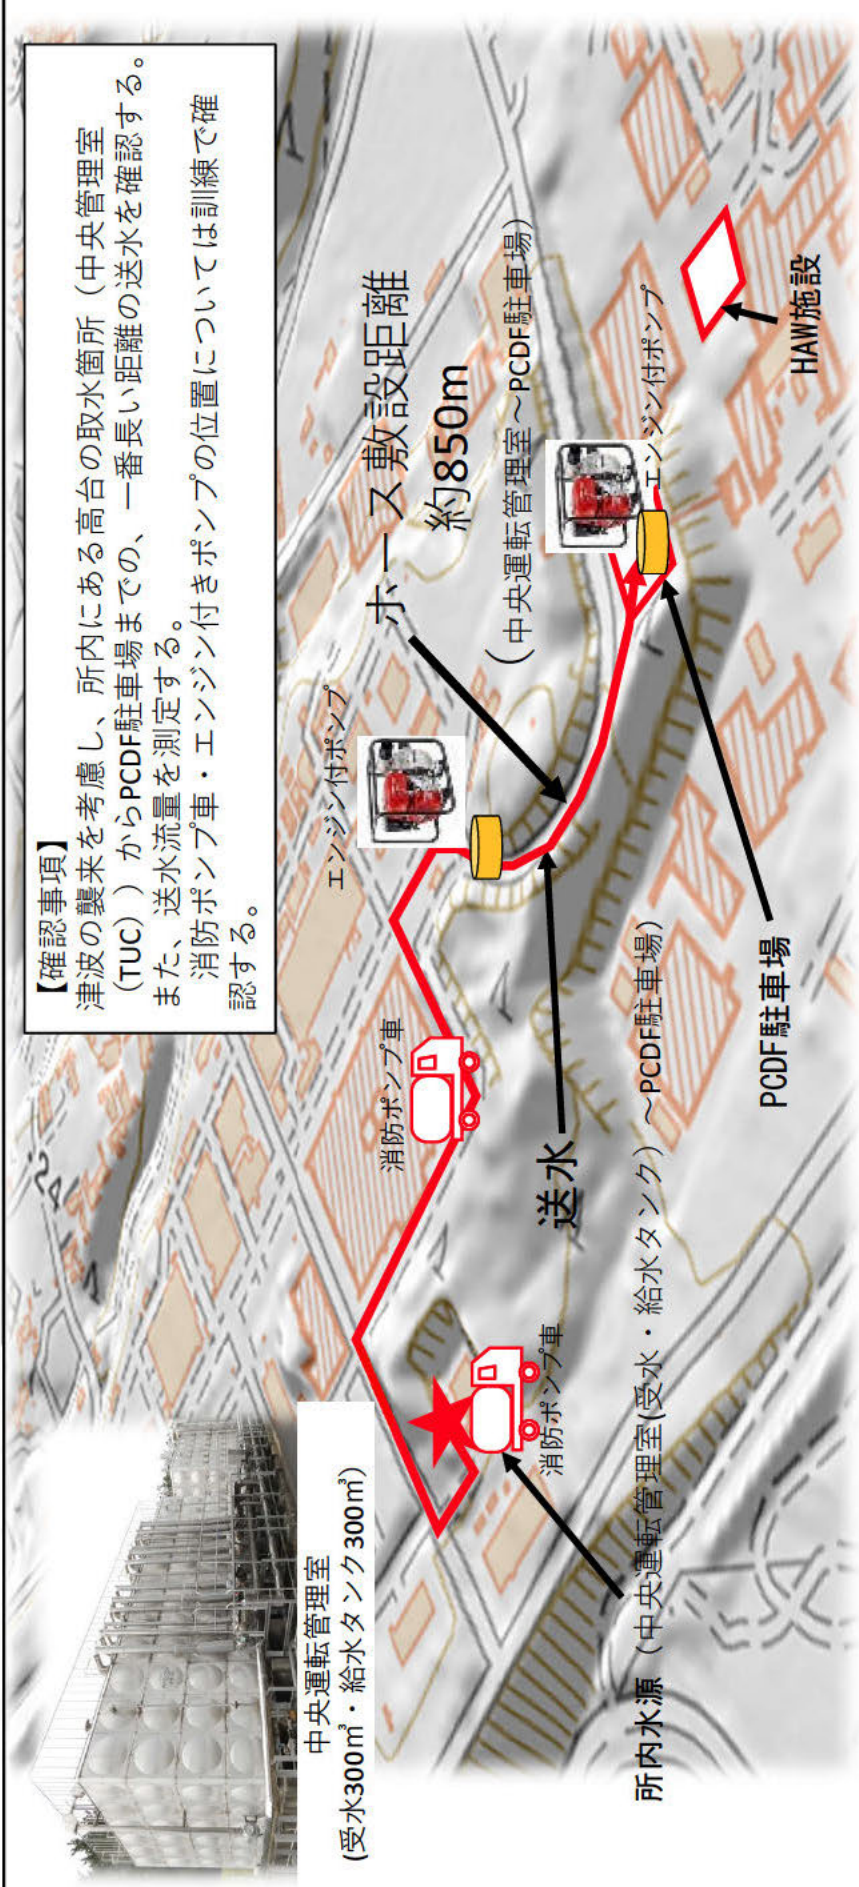 【確認事項】
津波の襲来を考慮し、所内にある高台の取水箇所（中央管理室
（TUC））からPCDF駐車場までの、一番長い距離の送水を確認する。
また、送水流量を測定する。
消防ポンプ車・エンジン付きポンプの位置については訓練で確
認する。
中央運転管理室
(受水300㎥・給水タンク300㎥)
消防ポンプ車
消防ポンプ車
エンジン付ポンプ
ホース敷設距離
約850m
（中央運転管理室～PCDF駐車場）
エンジン付ポンプ
送水
所内水源（中央運転管理室(受水・給水タンク）～PCDF駐車場）
PCDF駐車場
HAW施設
24